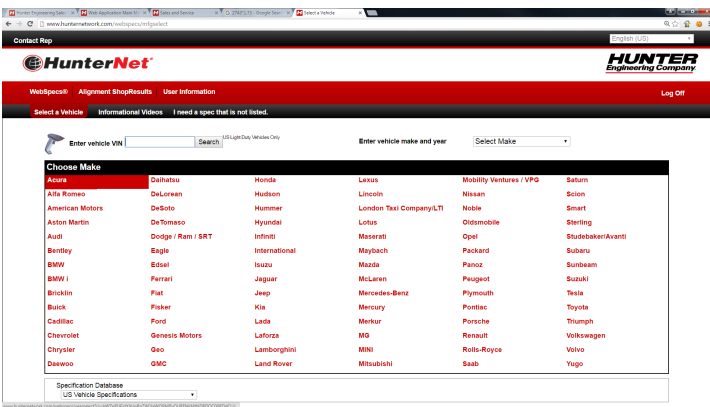 Hunter Engineering Sales
Web Application Main M
Sales and Service
Google Sear
Select a Vehicle
www.hunternetwork.com/webspecs/mfgselect
Contact Rep
English (US)
HunterNet
HUNTER
Engineering Company
WebSpecs® Alignment ShopResults User Information
Log Off
Select a Vehicle Informational Videos I need a spec that is not listed.
Enter vehicle VIN Search US Light Duty Vehicles Only Enter vehicle make and year Select Make
Choose Make
Acura Daihatsu Honda Lexus Mobility Ventures / VPG Saturn
Alfa Romeo DeLorean Hudson Lincoln Nissan Scion
American Motors DeSoto Hummer London Taxi Company/LTI Noble Smart
Aston Martin DeTomaso Hyundai Lotus Oldsmobile Sterling
Audi Dodge / Ram / SRT Infiniti Maserati Opel Studebaker/Avanti
Bentley Eagle International Maybach Packard Subaru
BMW Edsel Isuzu Mazda Panoz Sunbeam
BMW i Ferrari Jaguar McLaren Peugeot Suzuki
Bricklin Fiat Jeep Mercedes-Benz Plymouth Tesla
Buick Fisker Kia Mercury Pontiac Toyota
Cadillac Ford Lada Merkur Porsche Triumph
Chevrolet Genesis Motors Laforza MG Renault Volkswagen
Chrysler Geo Lamborghini MINI Rolls-Royce Volvo
Daewoo GMC Land Rover Mitsubishi Saab Yugo
Specification Database
US Vehicle Specifications